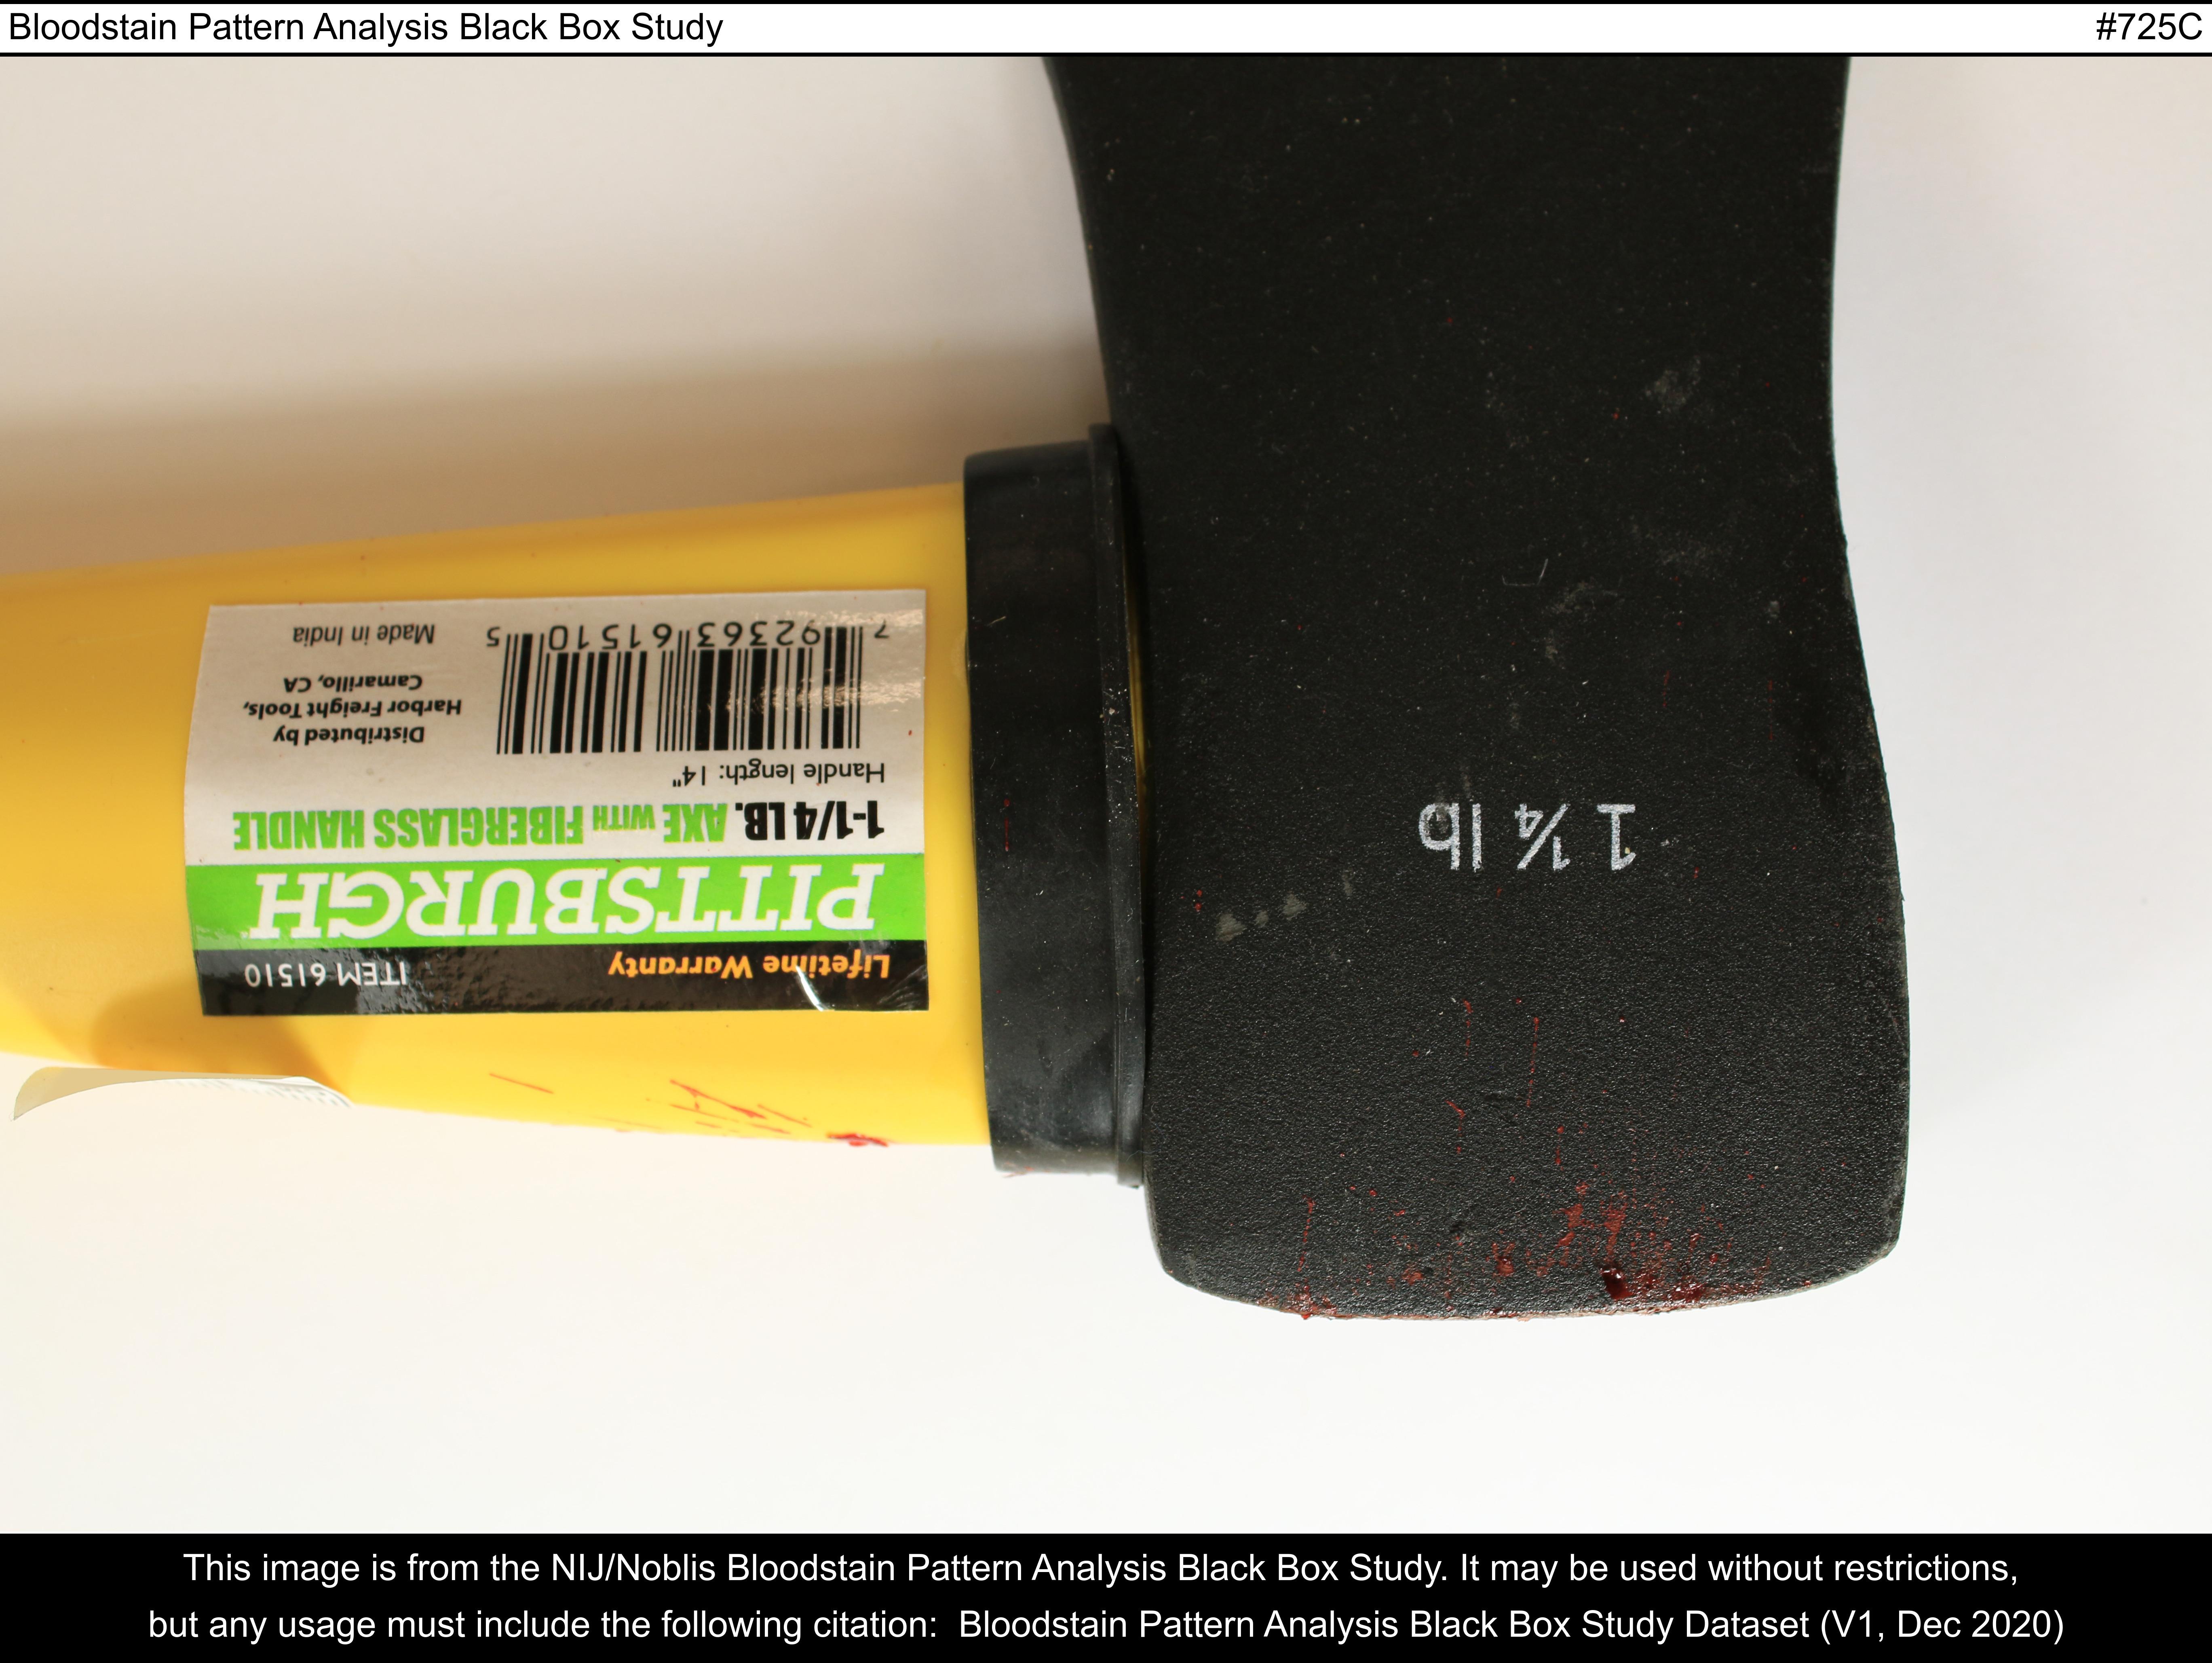 Bloodstain Pattern Analysis Black Box Study
#725C
Lifetime Warranty
ITEM 61510
PITTSBURGH
1-1/4 LB. AXE WITH FIBERGLASS HANDLE
Handle length: 14"
7 92363 61510 5
Distributed by
Harbor Freight Tools,
Camarillo, CA
Made in India
1 ¼ lb
This image is from the NIJ/Noblis Bloodstain Pattern Analysis Black Box Study. It may be used without restrictions,
but any usage must include the following citation: Bloodstain Pattern Analysis Black Box Study Dataset (V1, Dec 2020)